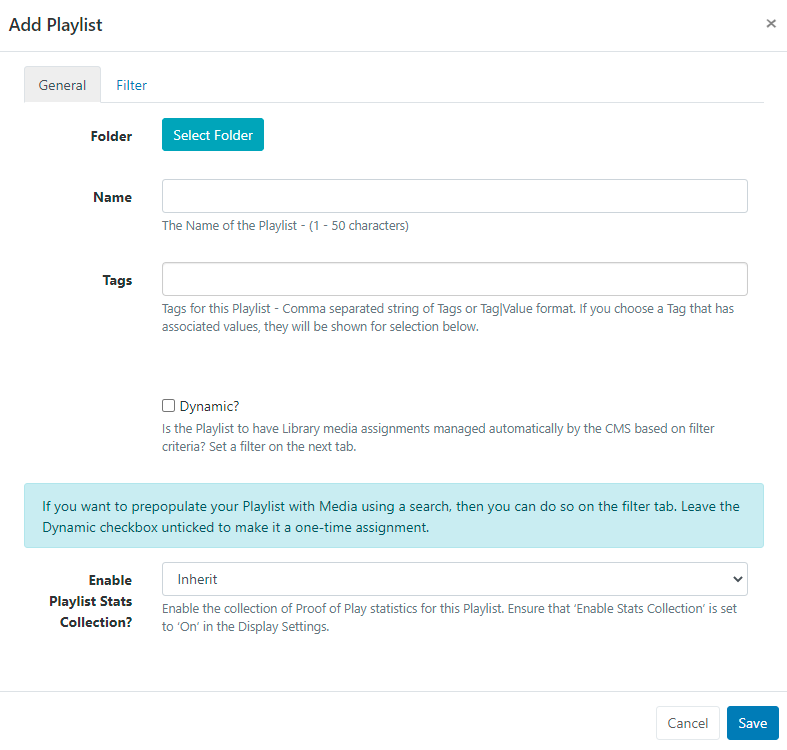 Add Playlist
×
General
Filter
Folder
Select Folder
Name
The Name of the Playlist - (1 - 50 characters)
Tags
Tags for this Playlist - Comma separated string of Tags or Tag|Value format. If you choose a Tag that has
associated values, they will be shown for selection below.
Dynamic?
Is the Playlist to have Library media assignments managed automatically by the CMS based on filter
criteria? Set a filter on the next tab.
If you want to prepopulate your Playlist with Media using a search, then you can do so on the filter tab. Leave the
Dynamic checkbox unticked to make it a one-time assignment.
Enable
Playlist Stats
Collection?
Inherit
Enable the collection of Proof of Play statistics for this Playlist. Ensure that ‘Enable Stats Collection’ is set
to ‘On’ in the Display Settings.
Cancel
Save